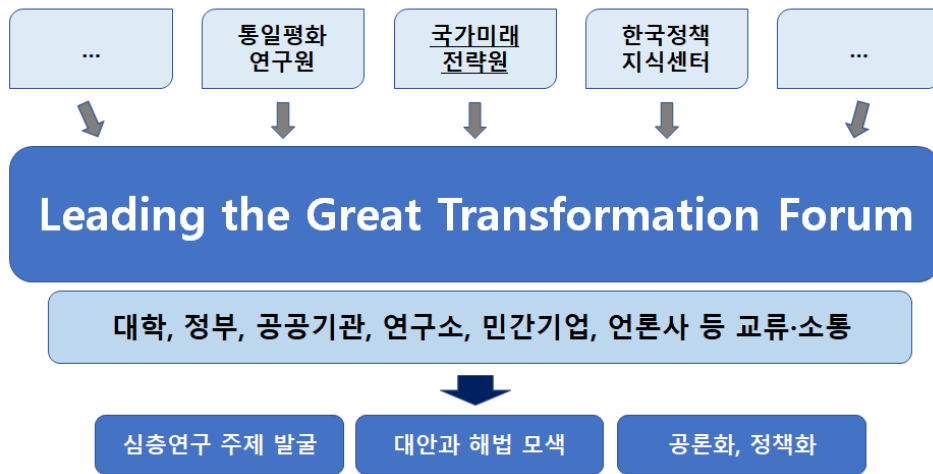 ...
통일평화
연구원
국가미래
전략원
한국정책
지식센터
...
Leading the Great Transformation Forum
대학, 정부, 공공기관, 연구소, 민간기업, 언론사 등 교류·소통
심층연구 주제 발굴
대안과 해법 모색
공론화, 정책화